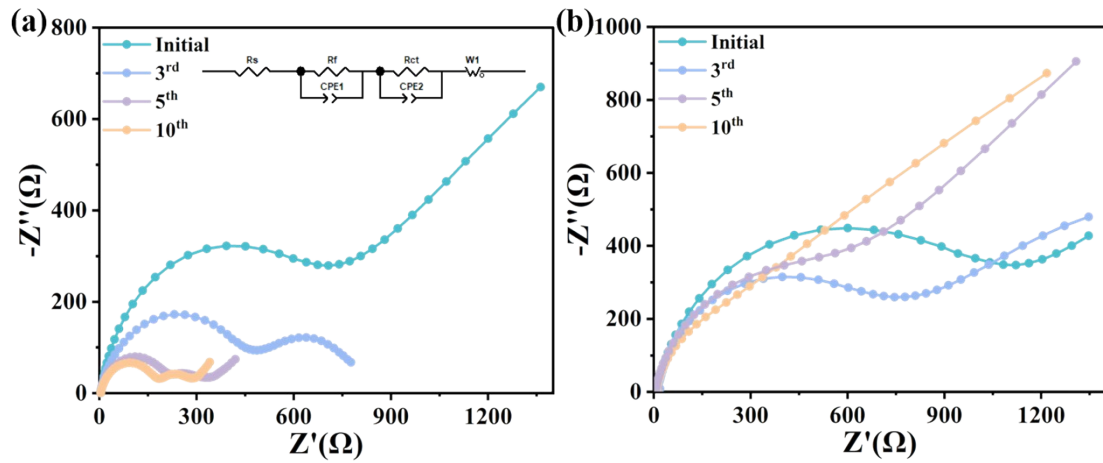 (a)
800
600
400
200
0
-Z''(Ω)
Initial
3rd
5th
10th
Rs
Rf
Rct
W1
CPE1
CPE2
0
300
600
900
1200
Z'(Ω)
(b)
1000
800
600
400
200
0
-Z''(Ω)
Initial
3rd
5th
10th
0
300
600
900
1200
Z'(Ω)